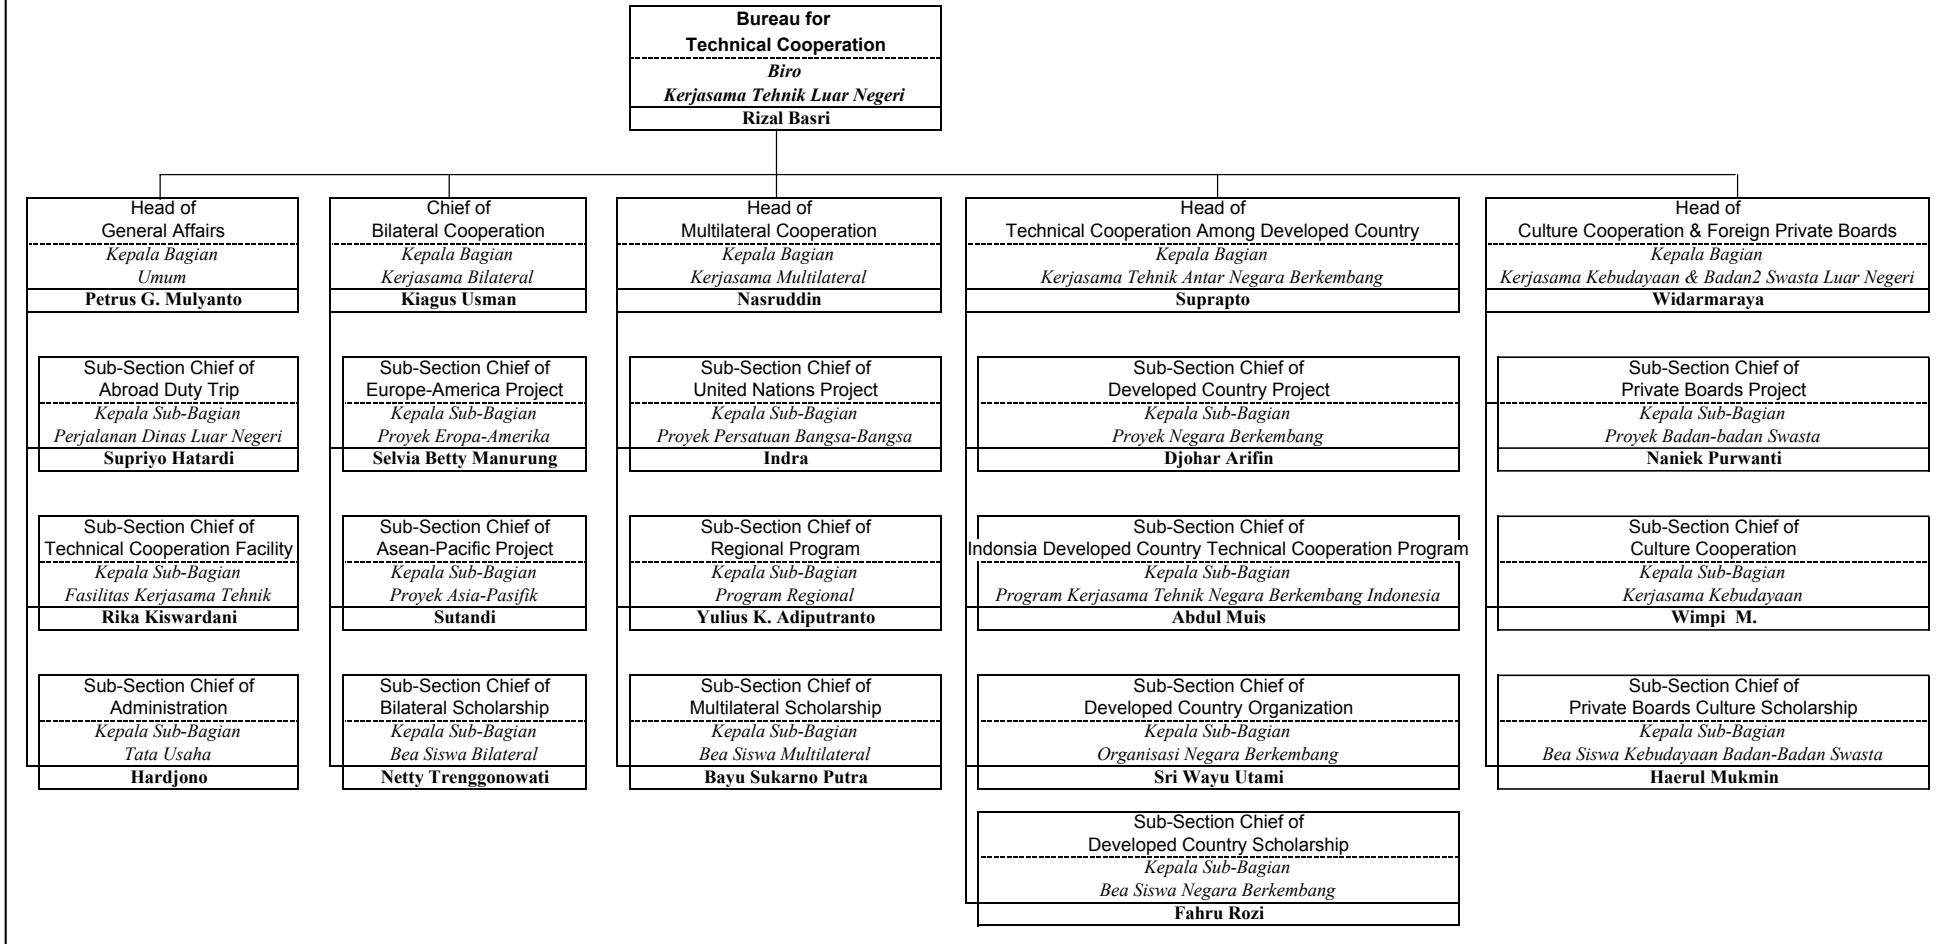 Bureau for
Technical Cooperation
Biro
Kerjasama Tehnik Luar Negeri
Rizal Basri
Head of
General Affairs
Kepala Bagian
Umum
Petrus G. Mulyanto
Sub-Section Chief of
Abroad Duty Trip
Kepala Sub-Bagian
Perjalanan Dinas Luar Negeri
Supriyo Hatardi
Sub-Section Chief of
Technical Cooperation Facility
Kepala Sub-Bagian
Fasilitas Kerjasama Tehnik
Rika Kiswardani
Sub-Section Chief of
Administration
Kepala Sub-Bagian
Tata Usaha
Hardjono
Chief of
Bilateral Cooperation
Kepala Bagian
Kerjasama Bilateral
Kiagus Usman
Sub-Section Chief of
Europe-America Project
Kepala Sub-Bagian
Proyek Eropa-Amerika
Selvia Betty Manurung
Sub-Section Chief of
Asean-Pacific Project
Kepala Sub-Bagian
Proyek Asia-Pasifik
Sutandi
Sub-Section Chief of
Bilateral Scholarship
Kepala Sub-Bagian
Bea Siswa Bilateral
Netty Trenggonowati
Head of
Multilateral Cooperation
Kepala Bagian
Kerjasama Multilateral
Nasruddin
Sub-Section Chief of
United Nations Project
Kepala Sub-Bagian
Proyek Persatuan Bangsa-Bangsa
Indra
Sub-Section Chief of
Regional Program
Kepala Sub-Bagian
Program Regional
Yulius K. Adiputranto
Sub-Section Chief of
Multilateral Scholarship
Kepala Sub-Bagian
Bea Siswa Multilateral
Bayu Sukarno Putra
Head of
Technical Cooperation Among Developed Country
Kepala Bagian
Kerjasama Tehnik Antar Negara Berkembang
Suprapto
Sub-Section Chief of
Developed Country Project
Kepala Sub-Bagian
Proyek Negara Berkembang
Djohar Arifin
Sub-Section Chief of
Indonsia Developed Country Technical Cooperation Program
Kepala Sub-Bagian
Program Kerjasama Tehnik Negara Berkembang Indonesia
Abdul Muis
Sub-Section Chief of
Developed Country Organization
Kepala Sub-Bagian
Organisasi Negara Berkembang
Sri Wayu Utami
Sub-Section Chief of
Developed Country Scholarship
Kepala Sub-Bagian
Bea Siswa Negara Berkembang
Fahru Rozi
Head of
Culture Cooperation & Foreign Private Boards
Kepala Bagian
Kerjasama Kebudayaan & Badan2 Swasta Luar Negeri
Widarmaraya
Sub-Section Chief of
Private Boards Project
Kepala Sub-Bagian
Proyek Badan-badan Swasta
Naniek Purwanti
Sub-Section Chief of
Culture Cooperation
Kepala Sub-Bagian
Kerjasama Kebudayaan
Wimpi  M.
Sub-Section Chief of
Private Boards Culture Scholarship
Kepala Sub-Bagian
Bea Siswa Kebudayaan Badan-Badan Swasta
Haerul Mukmin